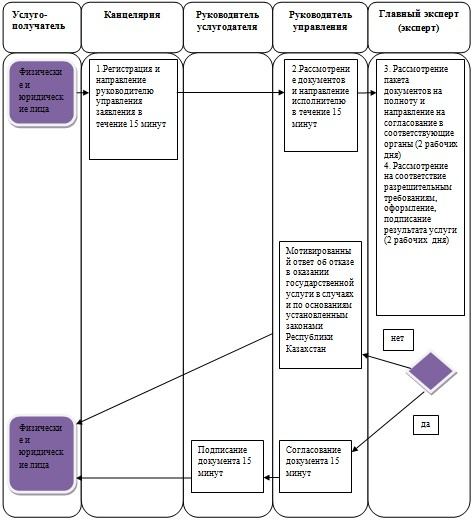 Услуго-
получатель
Канцелярия
Руководитель
услугодателя
Руководитель
управления
Главный эксперт
(эксперт)
Физически
е и
юридическ
ие лица
1.Регистрация и
направление
руководителю
управления
заявления в
течение 15 минут
2.Рассмотрен
ие документов
и направление
исполнителю
в течение 15
минут
3. Рассмотрение
пакета
документов на
полноту и
направление на
согласование в
соответствующие
органы (2 рабочих
дня)
4. Рассмотрение
на соответствие
разрешительным
требованиям,
оформление,
подписание
результата услуги
(2 рабочих дня)
Мотивированны
й ответ об отказе
в оказании
государственной
услуги в случаях
и по основаниям
установленным
законами
Республики
Казахстан
нет
да
Физически
е и
юридическ
ие лица
Подписание
документа 15
минут
Согласование
документа 15
минут